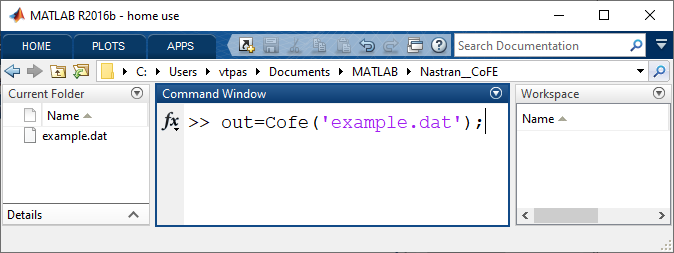 MATLAB R2016b - home use
HOME PLOTS APPS Search Documentation
C: Users vtpas Documents MATLAB Nastran_CoFE
Current Folder
Name
example.dat
Details
Command Window
fx >> out=Cofe('example.dat');
Workspace
Name